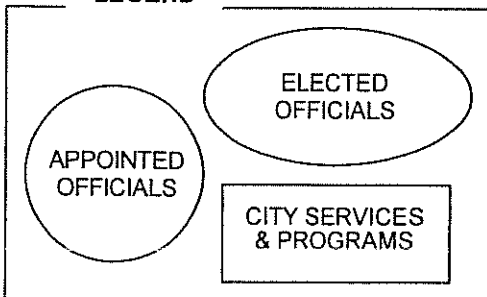 ELECTED
OFFICIALS
APPOINTED
OFFICIALS
CITY SERVICES
& PROGRAMS